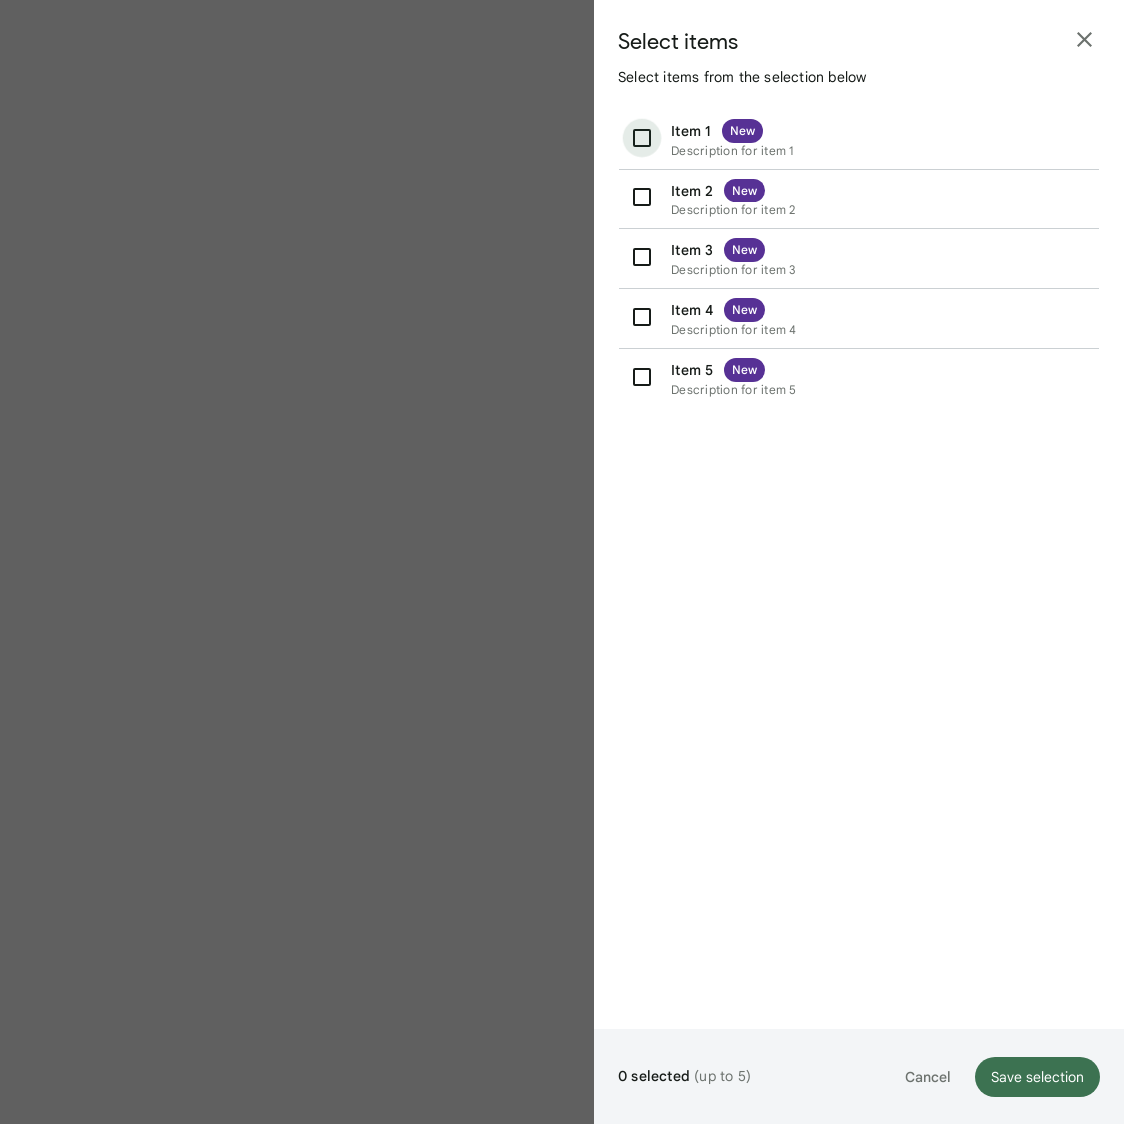 Select items
Select items from the selection below
Item 1 New
Description for item 1
Item 2 New
Description for item 2
Item 3 New
Description for item 3
Item 4 New
Description for item 4
Item 5 New
Description for item 5
0 selected (up to 5) Cancel Save selection